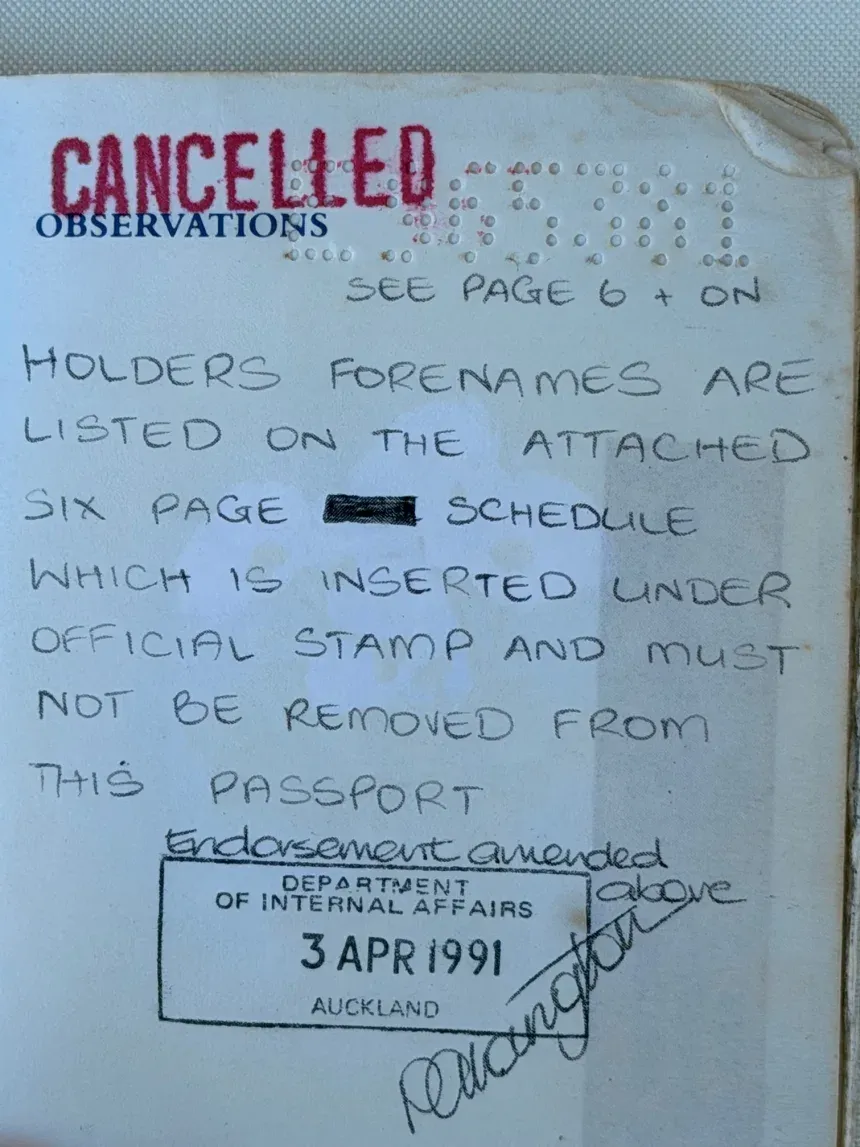 CANCELLED
OBSERVATIONS
SEE PAGE 6 + ON
HOLDERS FORENAMES ARE
LISTED ON THE ATTACHED
SIX PAGE SCHEDULE
WHICH IS INSERTED UNDER
OFFICIAL STAMP AND MUST
NOT BE REMOVED FROM
THIS PASSPORT
Endorsement amended
above
DEPARTMENT
OF INTERNAL AFFAIRS
3 APR 1991
AUCKLAND